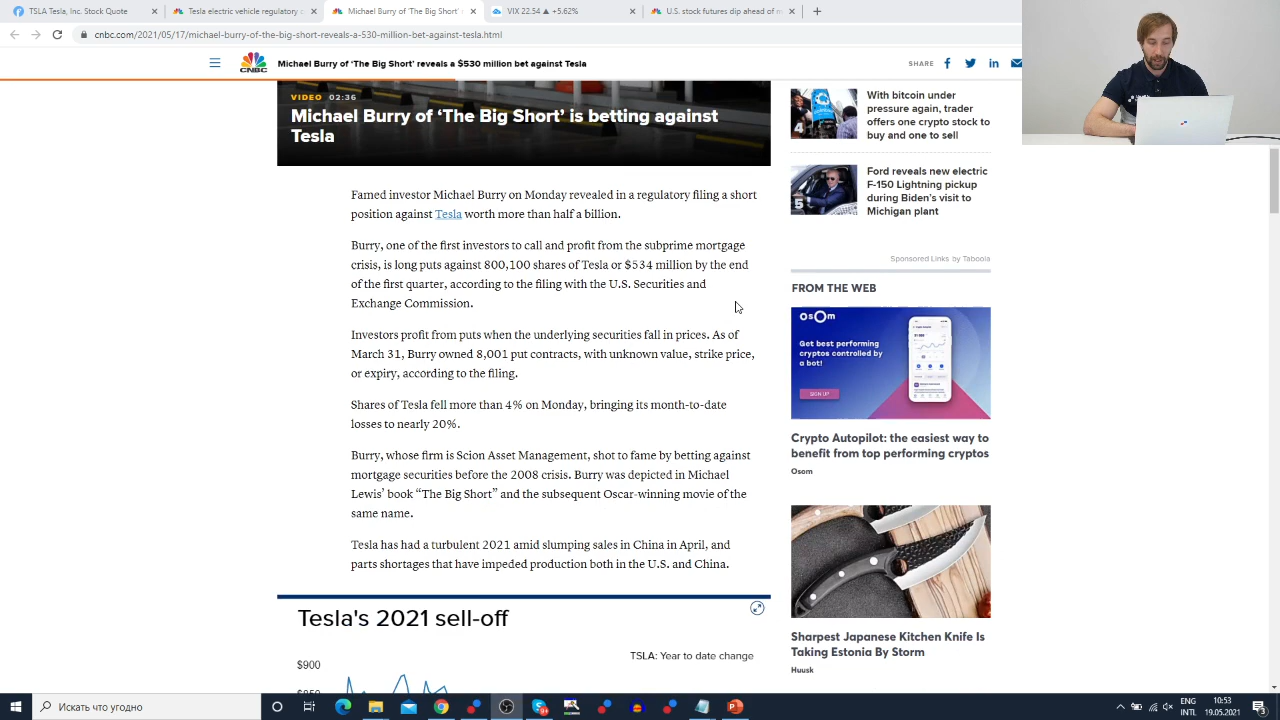 TSLA Tesla, Inc. Stock Quote
Tesla electric vehicle registratio
Michael Burry of 'The Big Short'
VIX 22.54 ▲ +5.62%
U.S. stock futures dip ahead of m
cnbc.com/2021/05/17/michael-burry-of-the-big-short-reveals-a-530-million-bet-against-tesla.html
CNBC
Michael Burry of ‘The Big Short’ reveals a $530 million bet against Tesla
SHARE
VIDEO 02:36
Michael Burry of ‘The Big Short’ is betting against
Tesla
Famed investor Michael Burry on Monday revealed in a regulatory filing a short
position against Tesla worth more than half a billion.
Burry, one of the first investors to call and profit from the subprime mortgage
crisis, is long puts against 800,100 shares of Tesla or $534 million by the end
of the first quarter, according to the filing with the U.S. Securities and
Exchange Commission.
Investors profit from puts when the underlying securities fall in prices. As of
March 31, Burry owned 8,001 put contracts, with unknown value, strike price,
or expiry, according to the filing.
Shares of Tesla fell more than 4% on Monday, bringing its month-to-date
losses to nearly 20%.
Burry, whose firm is Scion Asset Management, shot to fame by betting against
mortgage securities before the 2008 crisis. Burry was depicted in Michael
Lewis’ book “The Big Short” and the subsequent Oscar-winning movie of the
same name.
Tesla has had a turbulent 2021 amid slumping sales in China in April, and
parts shortages that have impeded production both in the U.S. and China.
Tesla's 2021 sell-off
TSLA: Year to date change
$900
$850
4
With bitcoin under
pressure again, trader
offers one crypto stock to
buy and one to sell
5
Ford reveals new electric
F-150 Lightning pickup
during Biden’s visit to
Michigan plant
Sponsored Links by Taboola
FROM THE WEB
osom
Get best performing
cryptos controlled by
a bot!
SIGN UP
Crypto Autopilot: the easiest way to
benefit from top performing cryptos
Osom
Sharpest Japanese Kitchen Knife Is
Taking Estonia By Storm
Huusk
Искать что угодно
ENG
INTL
10:53
19.05.2021